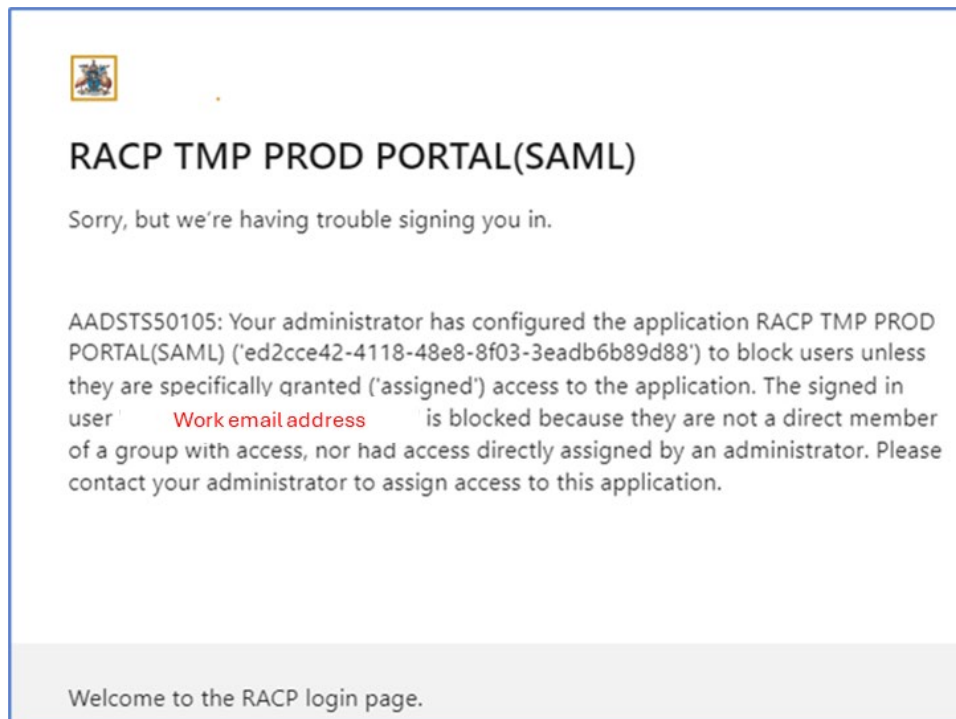 RACP TMP PROD PORTAL(SAML)
Sorry, but we're having trouble signing you in.
AADSTS50105: Your administrator has configured the application RACP TMP PROD
PORTAL(SAML) ('ed2cce42-4118-48e8-8f03-3eadb6b89d88') to block users unless
they are specifically granted ('assigned') access to the application. The signed in
user ' Work email address is blocked because they are not a direct member
of a group with access, nor had access directly assigned by an administrator. Please
contact your administrator to assign access to this application.
Welcome to the RACP login page.